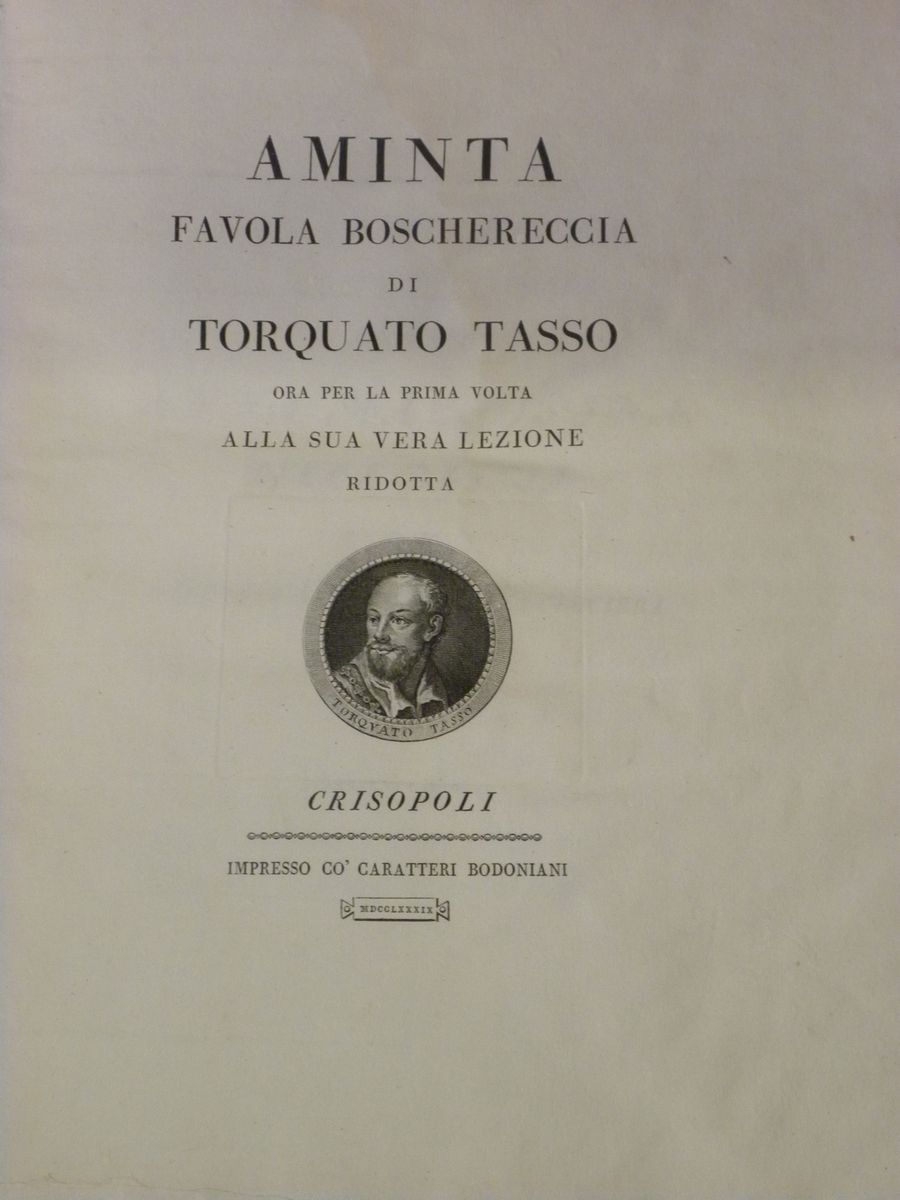 AMINTA
FAVOLA BOSCHERECCIA
DI
TORQUATO TASSO
ORA PER LA PRIMA VOLTA
ALLA SUA VERA LEZIONE
RIDOTTA
TORQVATO TASSO
CRISOPOLI
IMPRESSO CO' CARATTERI BODONIANI
MDCCLXXXIX